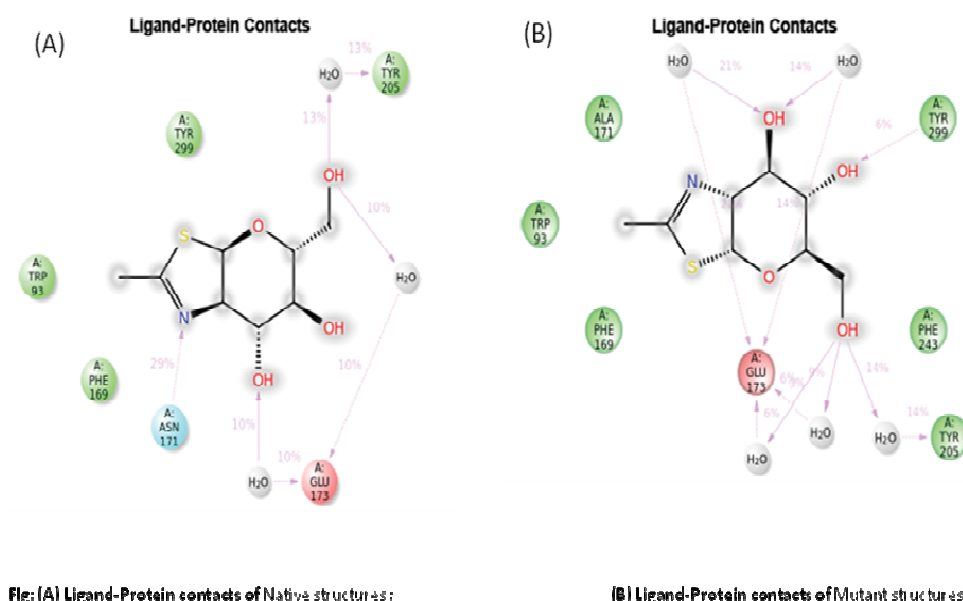 (A)
Ligand-Protein Contacts
13%
H₂O
A:
TYR
205
13%
A:
TYR
299
OH
10%
S
O
H₂O
A:
TRP
93
N
OH
29%
10%
A:
PHE
169
OH
A:
ASN
171
10%
10%
H₂O
A:
GLU
173
(B)
Ligand-Protein Contacts
H₂O
21%
14%
H₂O
A:
ALA
171
OH
A:
TYR
299
6%
N
OH
14%
A:
TRP
93
S
O
A:
PHE
169
OH
A:
PHE
243
A:
GLU
173
6%
9%
14%
6%
H₂O
H₂O
H₂O
14%
A:
TYR
205
Fig: (A) Ligand-Protein contacts of Native structures;
(B) Ligand-Protein contacts of Mutant structures